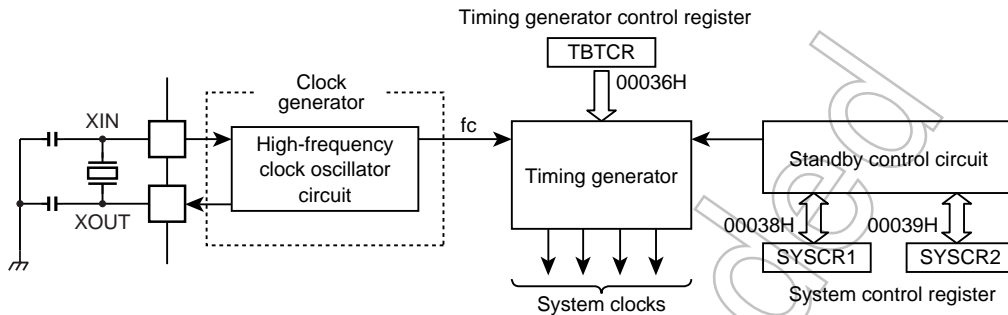 Timing generator control register
TBTCR
00036H
Clock
generator
XIN
High-frequency
clock oscillator
circuit
XOUT
fc
Timing generator
Standby control circuit
00038H
00039H
SYSCR1
SYSCR2
System clocks
System control register
ded